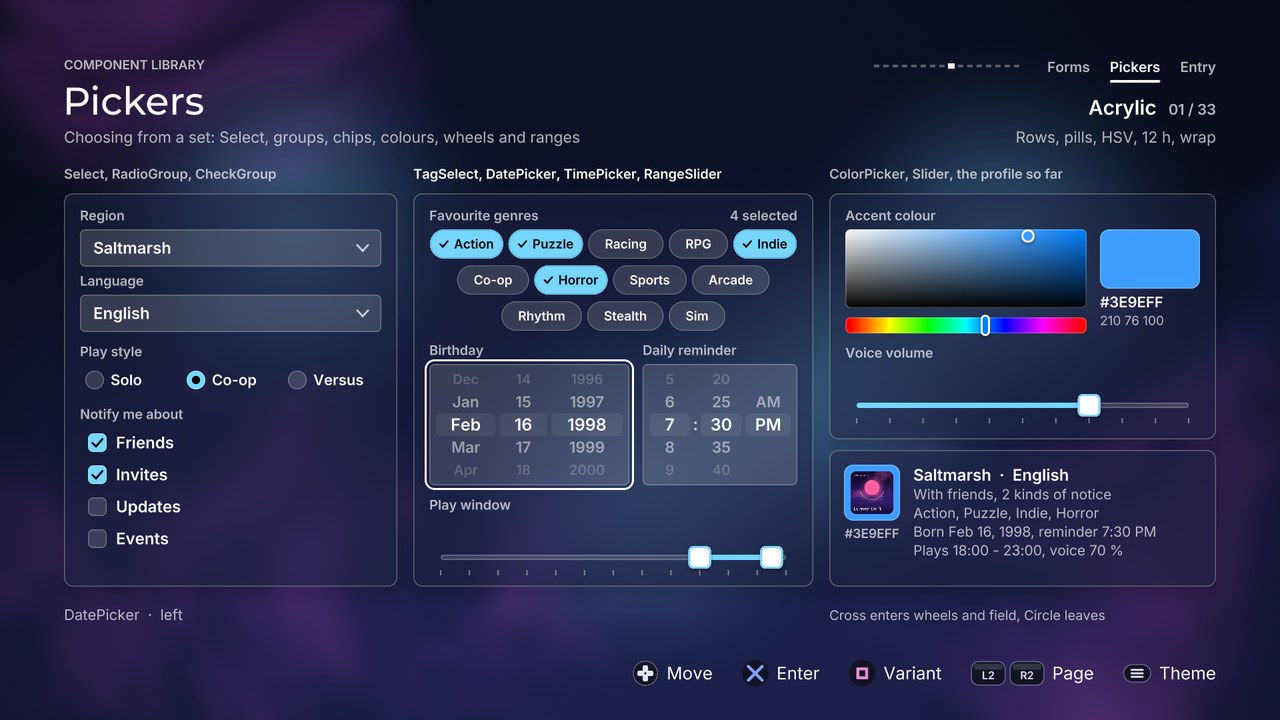 COMPONENT LIBRARY
Pickers
Choosing from a set: Select, groups, chips, colours, wheels and ranges
Forms Pickers Entry
Acrylic 01 / 33
Rows, pills, HSV, 12 h, wrap
Select, RadioGroup, CheckGroup
Region
Saltmarsh
Language
English
Play style
Solo Co-op Versus
Notify me about
Friends
Invites
Updates
Events
TagSelect, DatePicker, TimePicker, RangeSlider
Favourite genres 4 selected
Action Puzzle Racing RPG Indie
Co-op Horror Sports Arcade
Rhythm Stealth Sim
Birthday
Dec 14 1996
Jan 15 1997
Feb 16 1998
Mar 17 1999
Apr 18 2000
Daily reminder
5 20
6 25 AM
7 : 30 PM
8 35
9 40
Play window
ColorPicker, Slider, the profile so far
Accent colour
#3E9EFF
210 76 100
Voice volume
#3E9EFF
Saltmarsh · English
With friends, 2 kinds of notice
Action, Puzzle, Indie, Horror
Born Feb 16, 1998, reminder 7:30 PM
Plays 18:00 - 23:00, voice 70 %
DatePicker · left
Cross enters wheels and field, Circle leaves
Move Enter Variant L2 R2 Page Theme